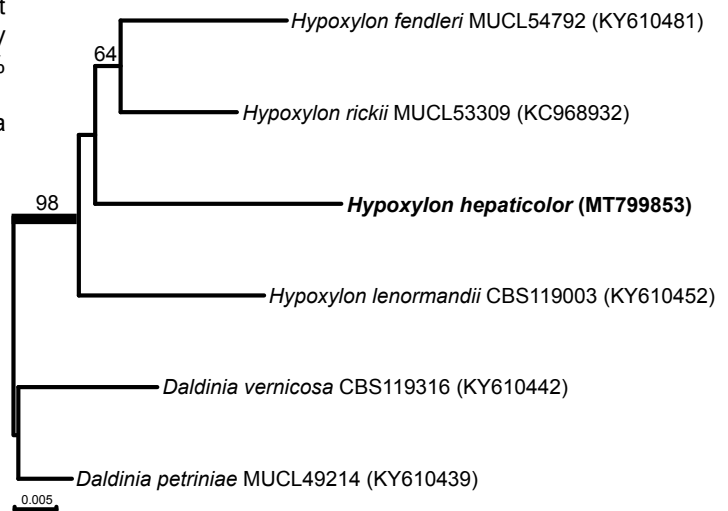 t
y
%
a
Hypoxylon fendleri MUCL54792 (KY610481)
64
Hypoxylon rickii MUCL53309 (KC968932)
Hypoxylon hepaticolor (MT799853)
98
Hypoxylon lenormandii CBS119003 (KY610452)
Daldinia vernicosa CBS119316 (KY610442)
Daldinia petriniae MUCL49214 (KY610439)
0.005